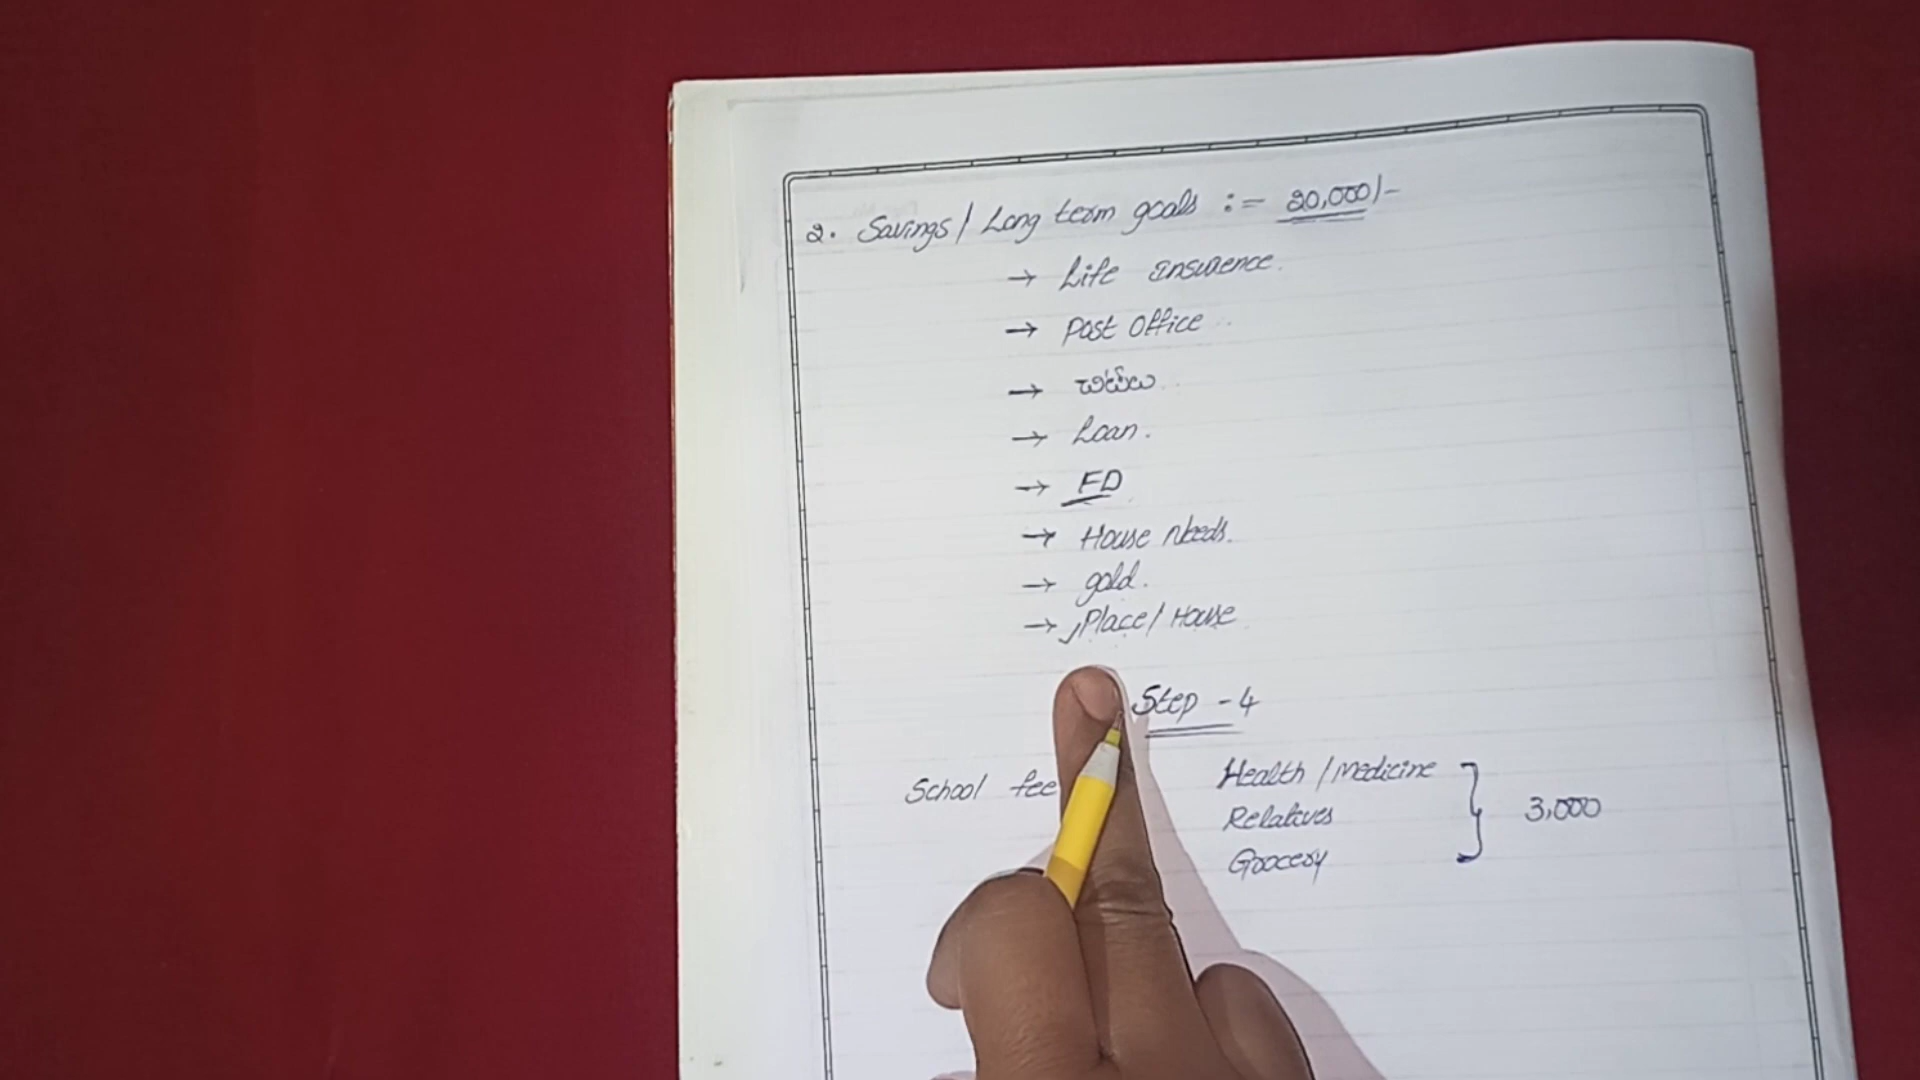 2. Savings / Long term goals :- 20,000/-
→ Life insurence.
→ Post Office
→ చిట్టీలు
→ Loan.
→ FD
→ House Needs.
→ gold.
→ Place / House
Step - 4
School fee
Health / Medicine
Relatives
Grocery
3,000